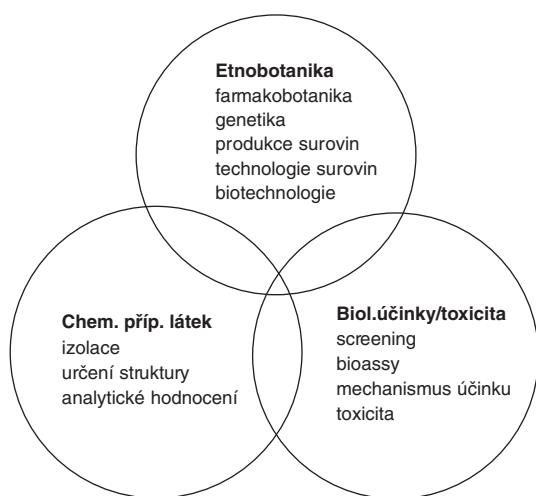 Etnobotanika
farmakobotanika
genetika
produkce surovin
technologie surovin
biotechnologie
Chem. příp. látek
izolace
určení struktury
analytické hodnocení
Biol.účinky/toxicita
screening
bioassy
mechanismus účinku
toxicita